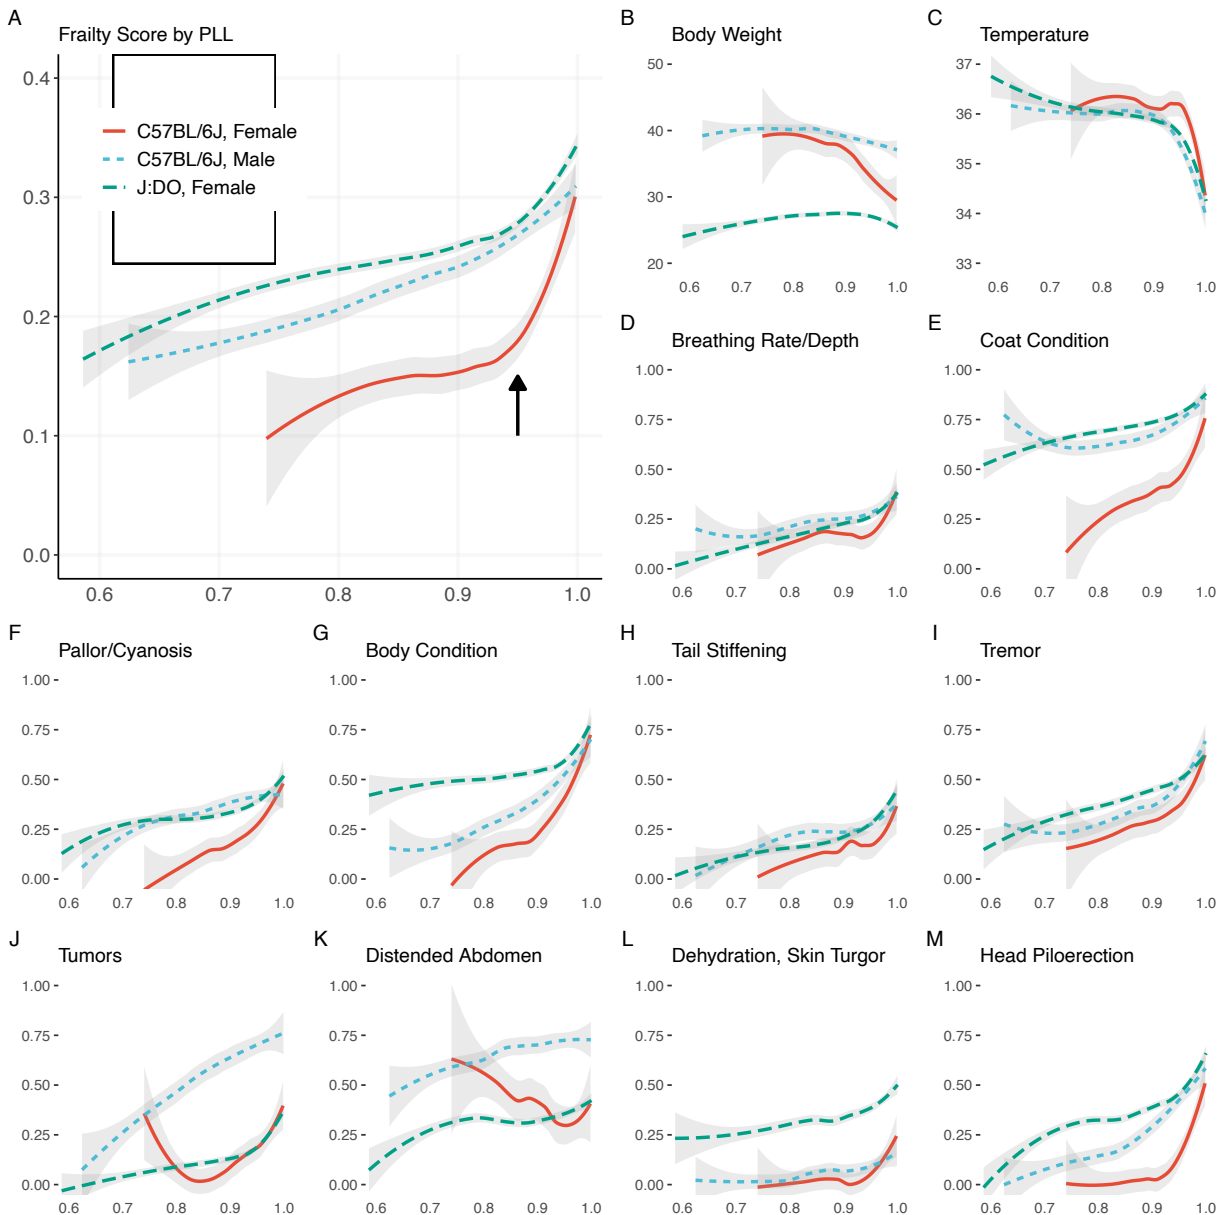 A
Frailty Score by PLL
0.4
0.3
0.2
0.1
0.0
0.6 0.7 0.8 0.9 1.0
C57BL/6J, Female
C57BL/6J, Male
J:DO, Female
B
Body Weight
50
40
30
20
0.6 0.7 0.8 0.9 1.0
C
Temperature
37
36
35
34
33
0.6 0.7 0.8 0.9 1.0
D
Breathing Rate/Depth
1.00
0.75
0.50
0.25
0.00
0.6 0.7 0.8 0.9 1.0
E
Coat Condition
1.00
0.75
0.50
0.25
0.00
0.6 0.7 0.8 0.9 1.0
F
Pallor/Cyanosis
1.00
0.75
0.50
0.25
0.00
0.6 0.7 0.8 0.9 1.0
G
Body Condition
1.00
0.75
0.50
0.25
0.00
0.6 0.7 0.8 0.9 1.0
H
Tail Stiffening
1.00
0.75
0.50
0.25
0.00
0.6 0.7 0.8 0.9 1.0
I
Tremor
1.00
0.75
0.50
0.25
0.00
0.6 0.7 0.8 0.9 1.0
J
Tumors
1.00
0.75
0.50
0.25
0.00
0.6 0.7 0.8 0.9 1.0
K
Distended Abdomen
1.00
0.75
0.50
0.25
0.00
0.6 0.7 0.8 0.9 1.0
L
Dehydration, Skin Turgor
1.00
0.75
0.50
0.25
0.00
0.6 0.7 0.8 0.9 1.0
M
Head Piloerection
1.00
0.75
0.50
0.25
0.00
0.6 0.7 0.8 0.9 1.0